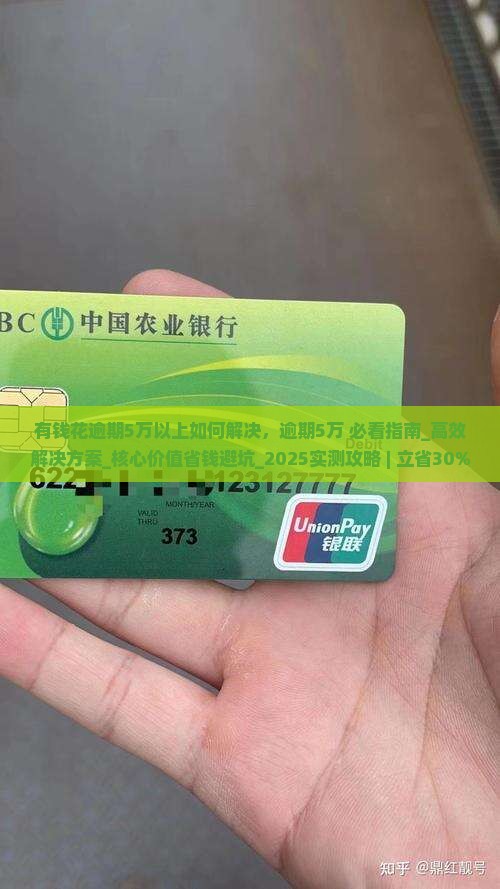 BC 中国农业银行
Debit
有钱花逾期5万以上如何解决，逾期5万 必看指南_高效
解决方案_核心价值省钱避坑_2025实测攻略 | 立省30%
622
123127777
MONTH/YEAR
VALID
THRU
373
UnionPay
银联
知乎 @鼎红靓号